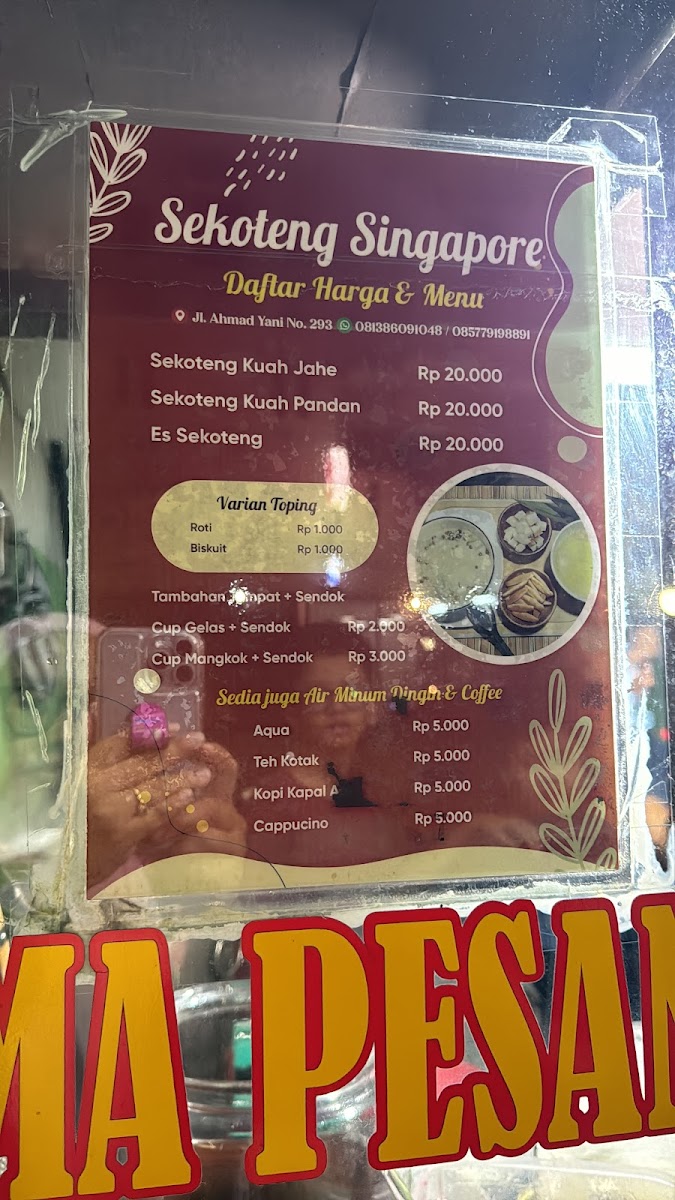 Sekoteng Singapore
Daftar Harga & Menu
Jl. Ahmad Yani No. 293 081386091048 / 085779198891
Sekoteng Kuah Jahe Rp 20.000
Sekoteng Kuah Pandan Rp 20.000
Es Sekoteng Rp 20.000
Varian Toping
Roti Rp 1.000
Biskuit Rp 1.000
Tambahan Tempat + Sendok
Cup Gelas + Sendok Rp 2.000
Cup Mangkok + Sendok Rp 3.000
Sedia juga Air Minum Dingin & Coffee
Aqua Rp 5.000
Teh Kotak Rp 5.000
Kopi Kapal Rp 5.000
Cappucino Rp 5.000
MA PESAN